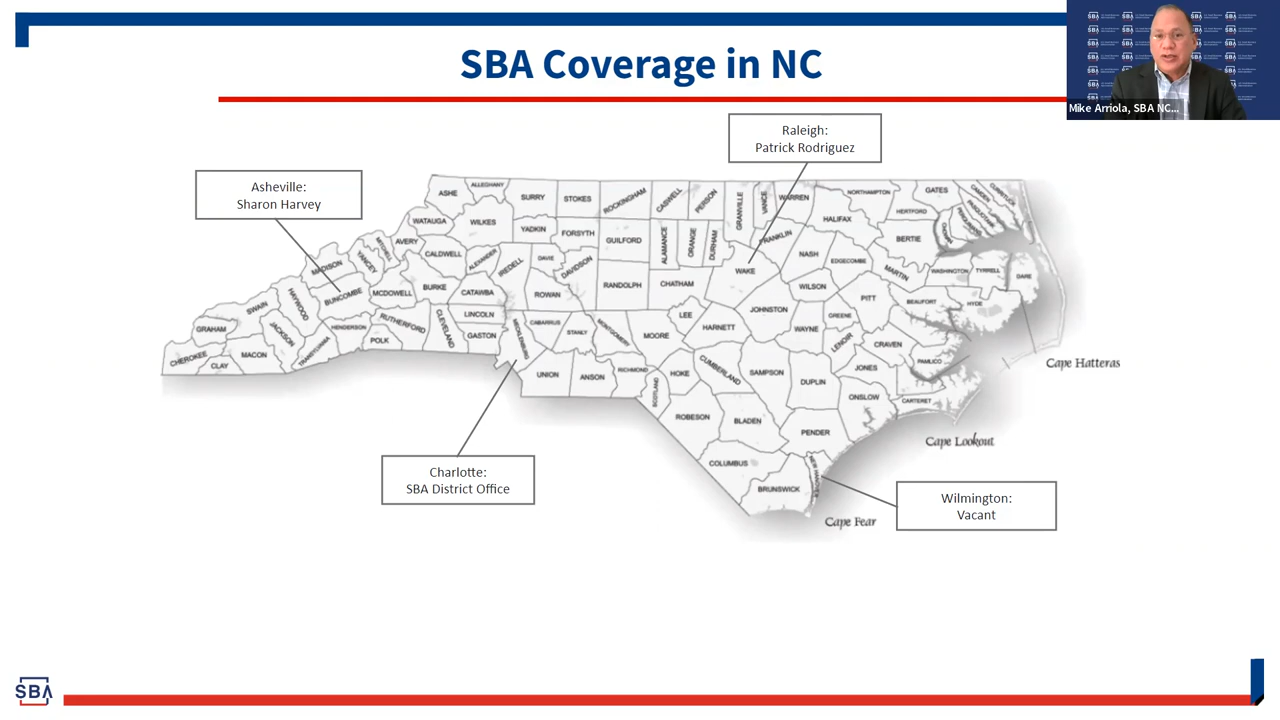 SBA Coverage in NC
Mike Arriola, SBA NC...
Raleigh:
Patrick Rodriguez
Asheville:
Sharon Harvey
Charlotte:
SBA District Office
Wilmington:
Vacant
ASHE
ALLEGHANY
SURRY
STOKES
ROCKINGHAM
CASWELL
PERSON
GRANVILLE
VANCE
WARREN
NORTHAMPTON
GATES
CAMDEN
CURRITUCK
PASQUOTANK
PERQUIMANS
CHOWAN
HERTFORD
HALIFAX
BERTIE
WATAUGA
WILKES
YADKIN
FORSYTH
GUILFORD
ALAMANCE
ORANGE
DURHAM
FRANKLIN
NASH
EDGECOMBE
MARTIN
WASHINGTON
TYRRELL
DARE
MITCHELL
AVERY
CALDWELL
ALEXANDER
IREDELL
DAVIE
DAVIDSON
RANDOLPH
CHATHAM
WAKE
WILSON
PITT
BEAUFORT
HYDE
MADISON
YANCEY
BUNCOMBE
MCDOWELL
BURKE
CATAWBA
ROWAN
LINCOLN
SWAIN
HAYWOOD
HENDERSON
RUTHERFORD
CLEVELAND
GASTON
MECKLENBURG
CABARRUS
STANLY
MONTGOMERY
MOORE
LEE
HARNETT
JOHNSTON
WAYNE
GREENE
LENOIR
CRAVEN
PAMLICO
GRAHAM
JACKSON
TRANSYLVANIA
POLK
CHEROKEE
CLAY
MACON
UNION
ANSON
RICHMOND
SCOTLAND
HOKE
CUMBERLAND
SAMPSON
DUPLIN
JONES
ONSLOW
CARTERET
ROBESON
BLADEN
PENDER
COLUMBUS
BRUNSWICK
NEW HANOVER
Cape Hatteras
Cape Lookout
Cape Fear
SBA